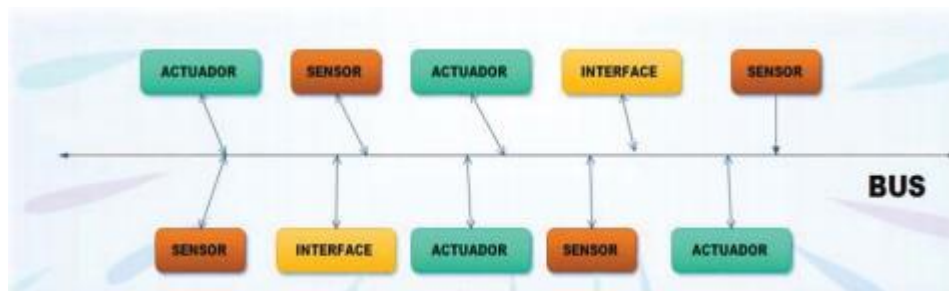 ACTUADOR
SENSOR
ACTUADOR
INTERFACE
SENSOR
BUS
SENSOR
INTERFACE
ACTUADOR
SENSOR
ACTUADOR